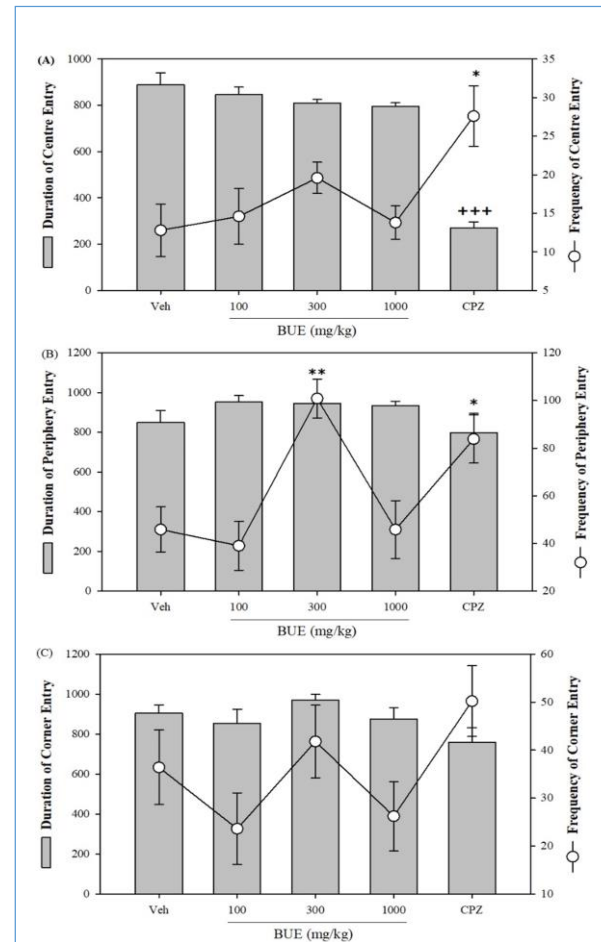 (A)
1000
800
600
400
200
0
Duration of Centre Entry
35
30
25
20
15
10
5
Frequency of Centre Entry
*
+++
Veh 100 300 1000 CPZ
BUE (mg/kg)
(B)
1200
1000
800
600
400
200
0
Duration of Periphery Entry
120
100
80
60
40
20
Frequency of Periphery Entry
**
*
Veh 100 300 1000 CPZ
BUE (mg/kg)
(C)
1200
1000
800
600
400
200
0
Duration of Corner Entry
60
50
40
30
20
10
Frequency of Corner Entry
Veh 100 300 1000 CPZ
BUE (mg/kg)